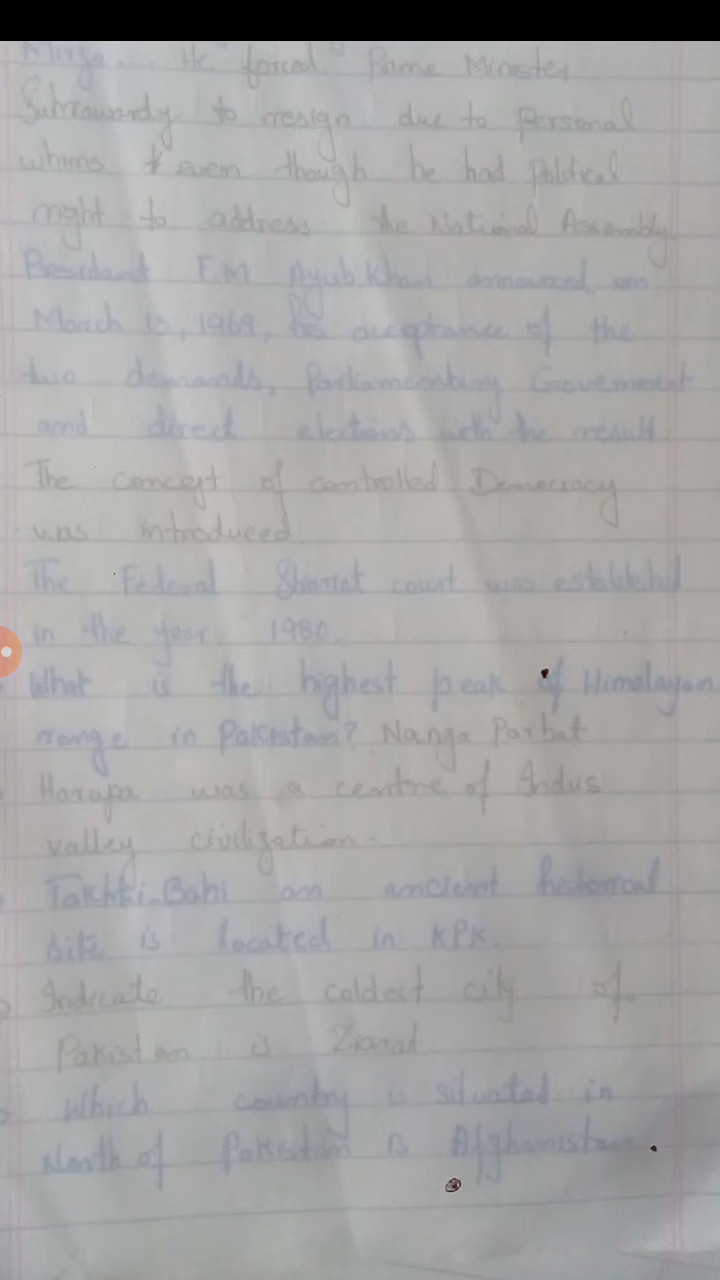 Mirza.... He forced Prime Minister
Suhrawardy to resign due to personal
whims & even though he had Political
right to address the National Assembly
President F.M Ayub Khan announced on
March 13, 1969, his acceptance of the
two demands, Parliamentary Government
and direct elections with the result
The concept of controlled Democracy
was introduced.
The Federal Shariat court was established
in the year 1980.
What is the highest peak of Himalayan
range in Pakistan? Nanga Parbat
Harapa was a centre of Indus
valley civilization.
Takhti-Bahi an ancient historical
site is located in KPK.
Indicate the coldest city of
Pakistan is Ziarat
Which country is situated in
North of Pakistan is Afghanistan.